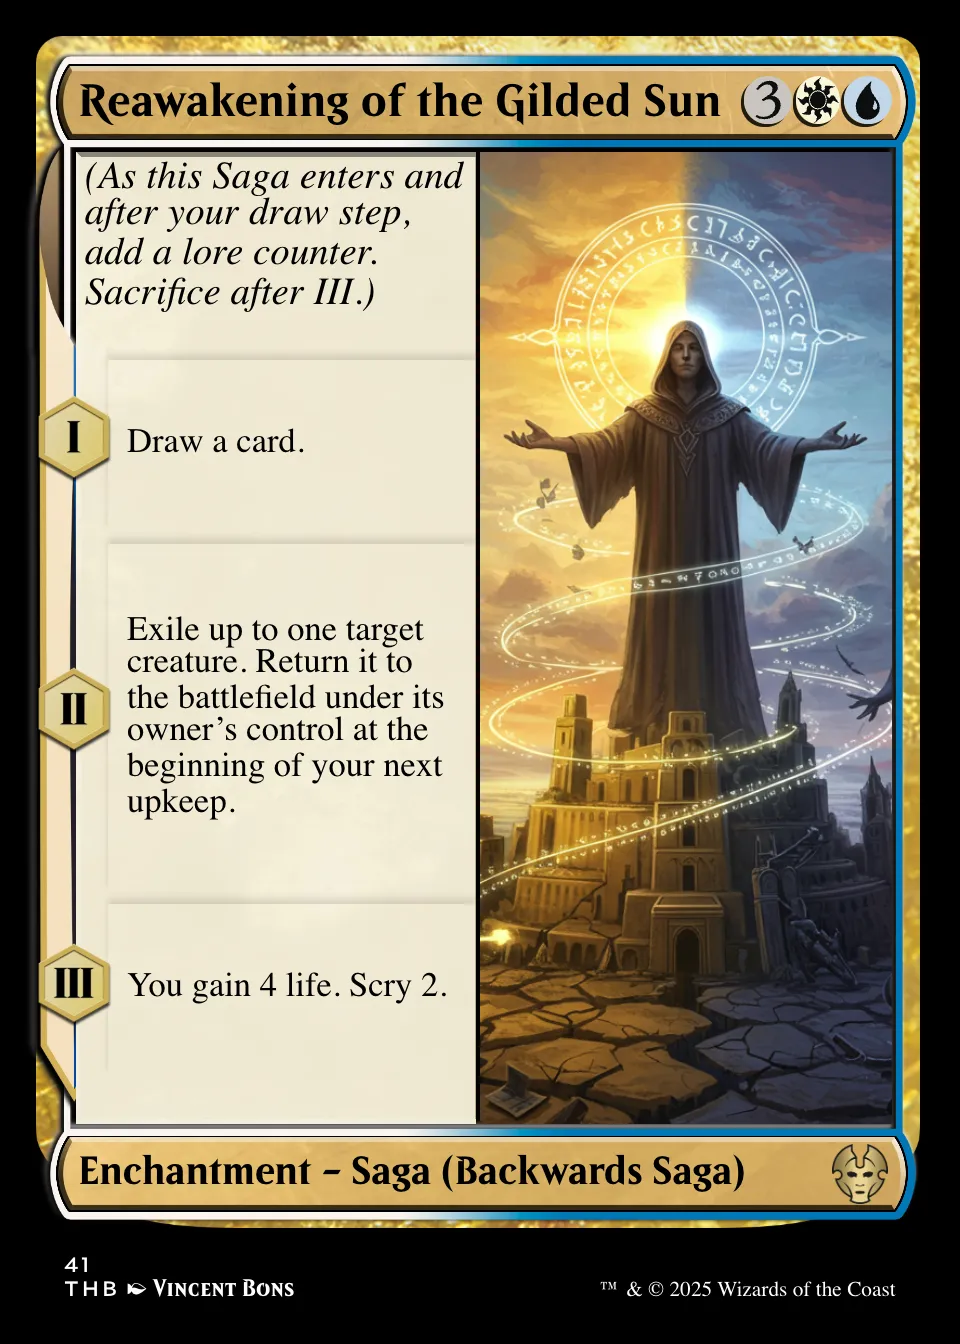 Reawakening of the Gilded Sun 3
(As this Saga enters and
after your draw step,
add a lore counter.
Sacrifice after III.)
I
Draw a card.
II
Exile up to one target
creature. Return it to
the battlefield under its
owner’s control at the
beginning of your next
upkeep.
III
You gain 4 life. Scry 2.
Enchantment – Saga (Backwards Saga)
41
THB Vincent Bons
™ & © 2025 Wizards of the Coast